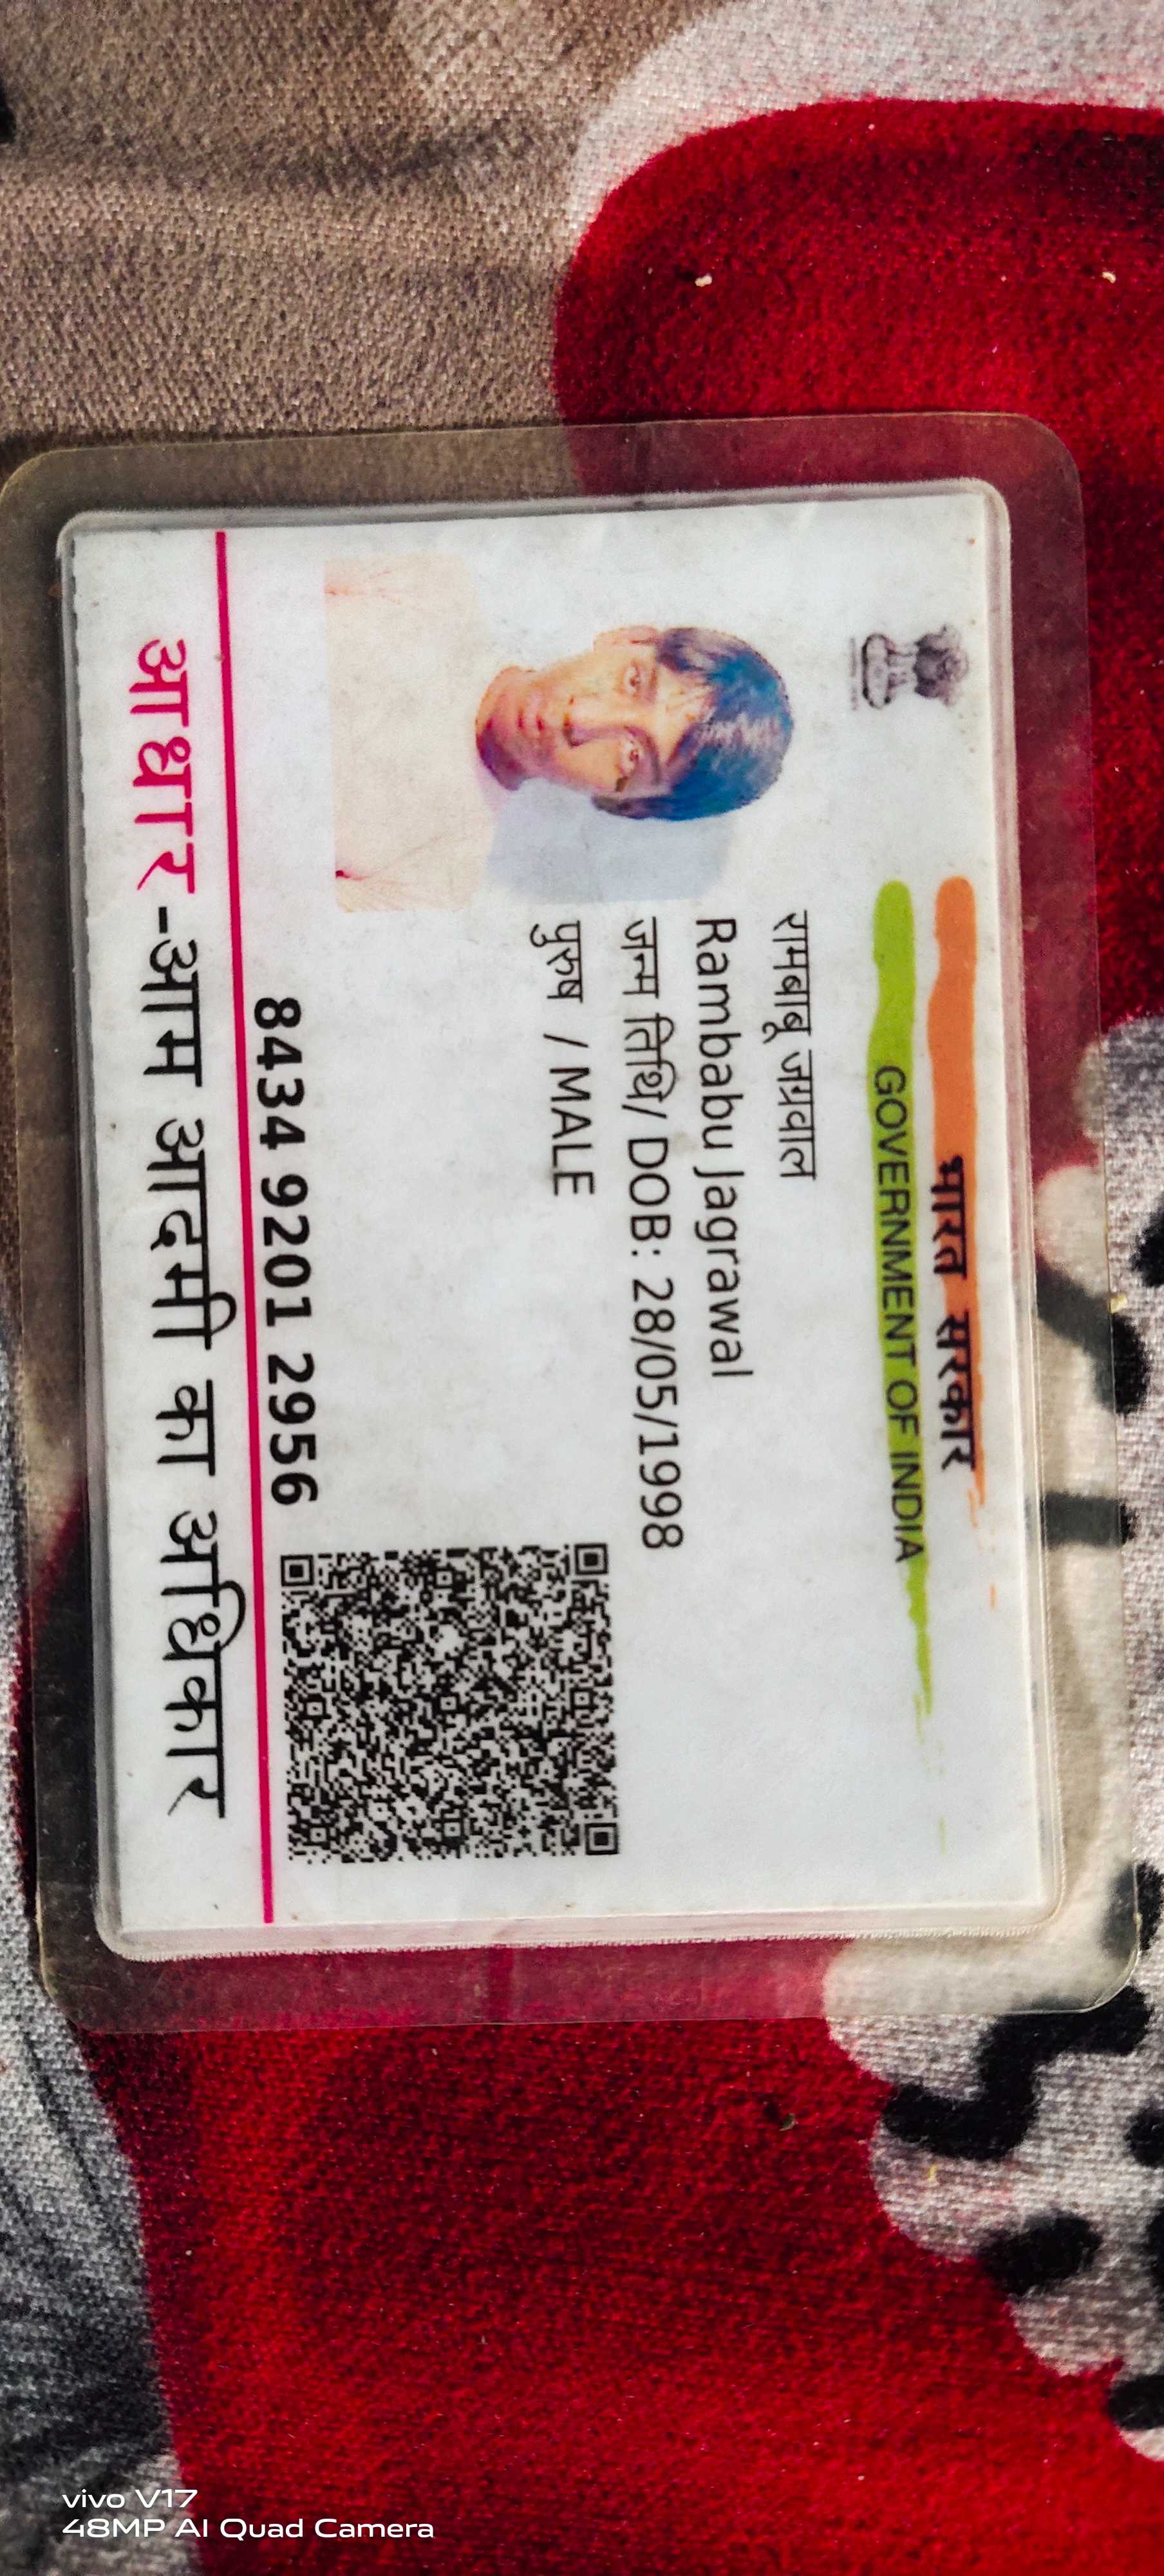 भारत सरकार
GOVERNMENT OF INDIA
रामबाबू जग्रवाल
Rambabu Jagrawal
जन्म तिथि/ DOB: 28/05/1998
पुरुष / MALE
8434 9201 2956
आधार-आम आदमी का अधिकार
vivo V17
48MP AI Quad Camera